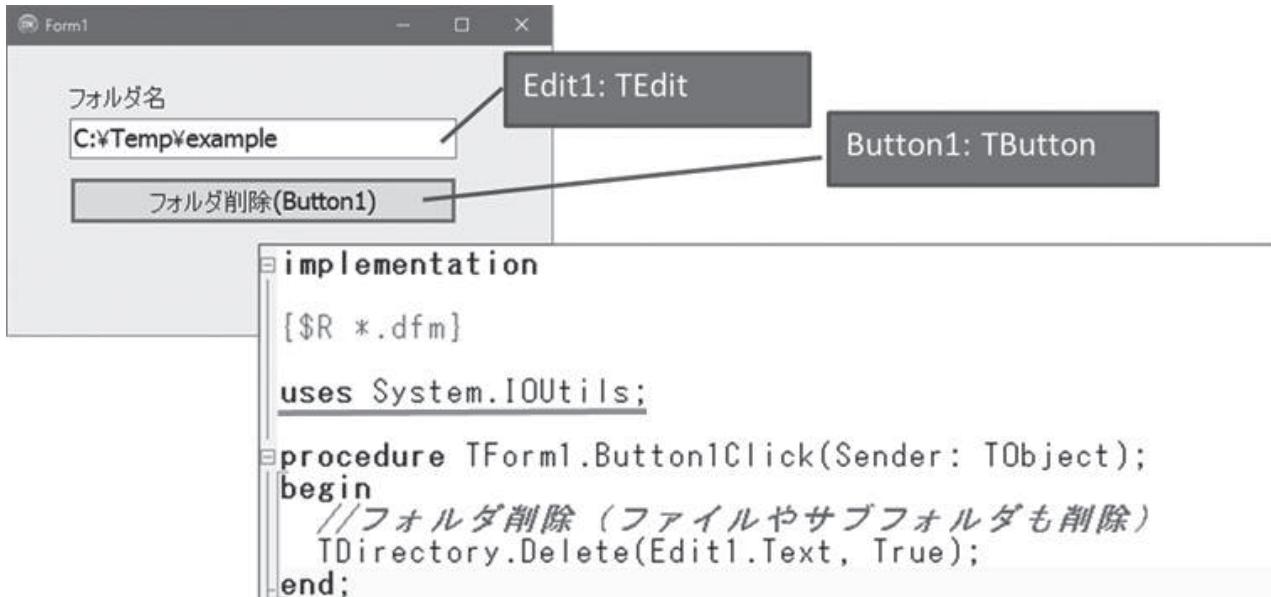 Form1
フォルダ名
C:¥Temp¥example
フォルダ削除(Button1)
Edit1: TEdit
Button1: TButton
implementation
{$R *.dfm}
uses System.IOUtils;
procedure TForm1.Button1Click(Sender: TObject);
begin
//フォルダ削除（ファイルやサブフォルダも削除）
TDirectory.Delete(Edit1.Text, True);
end;